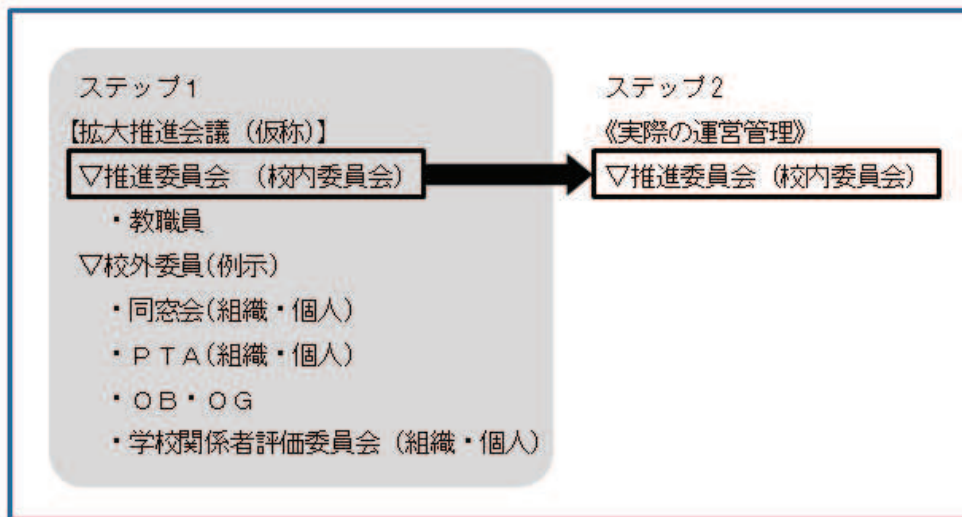 ステップ1
【拡大推進会議（仮称）】
▽推進委員会 （校内委員会）
・教職員
▽校外委員(例示)
・同窓会(組織・個人)
・ＰＴＡ(組織・個人)
・ＯＢ・ＯＧ
・学校関係者評価委員会（組織・個人）
ステップ2
《実際の運営管理》
▽推進委員会（校内委員会）